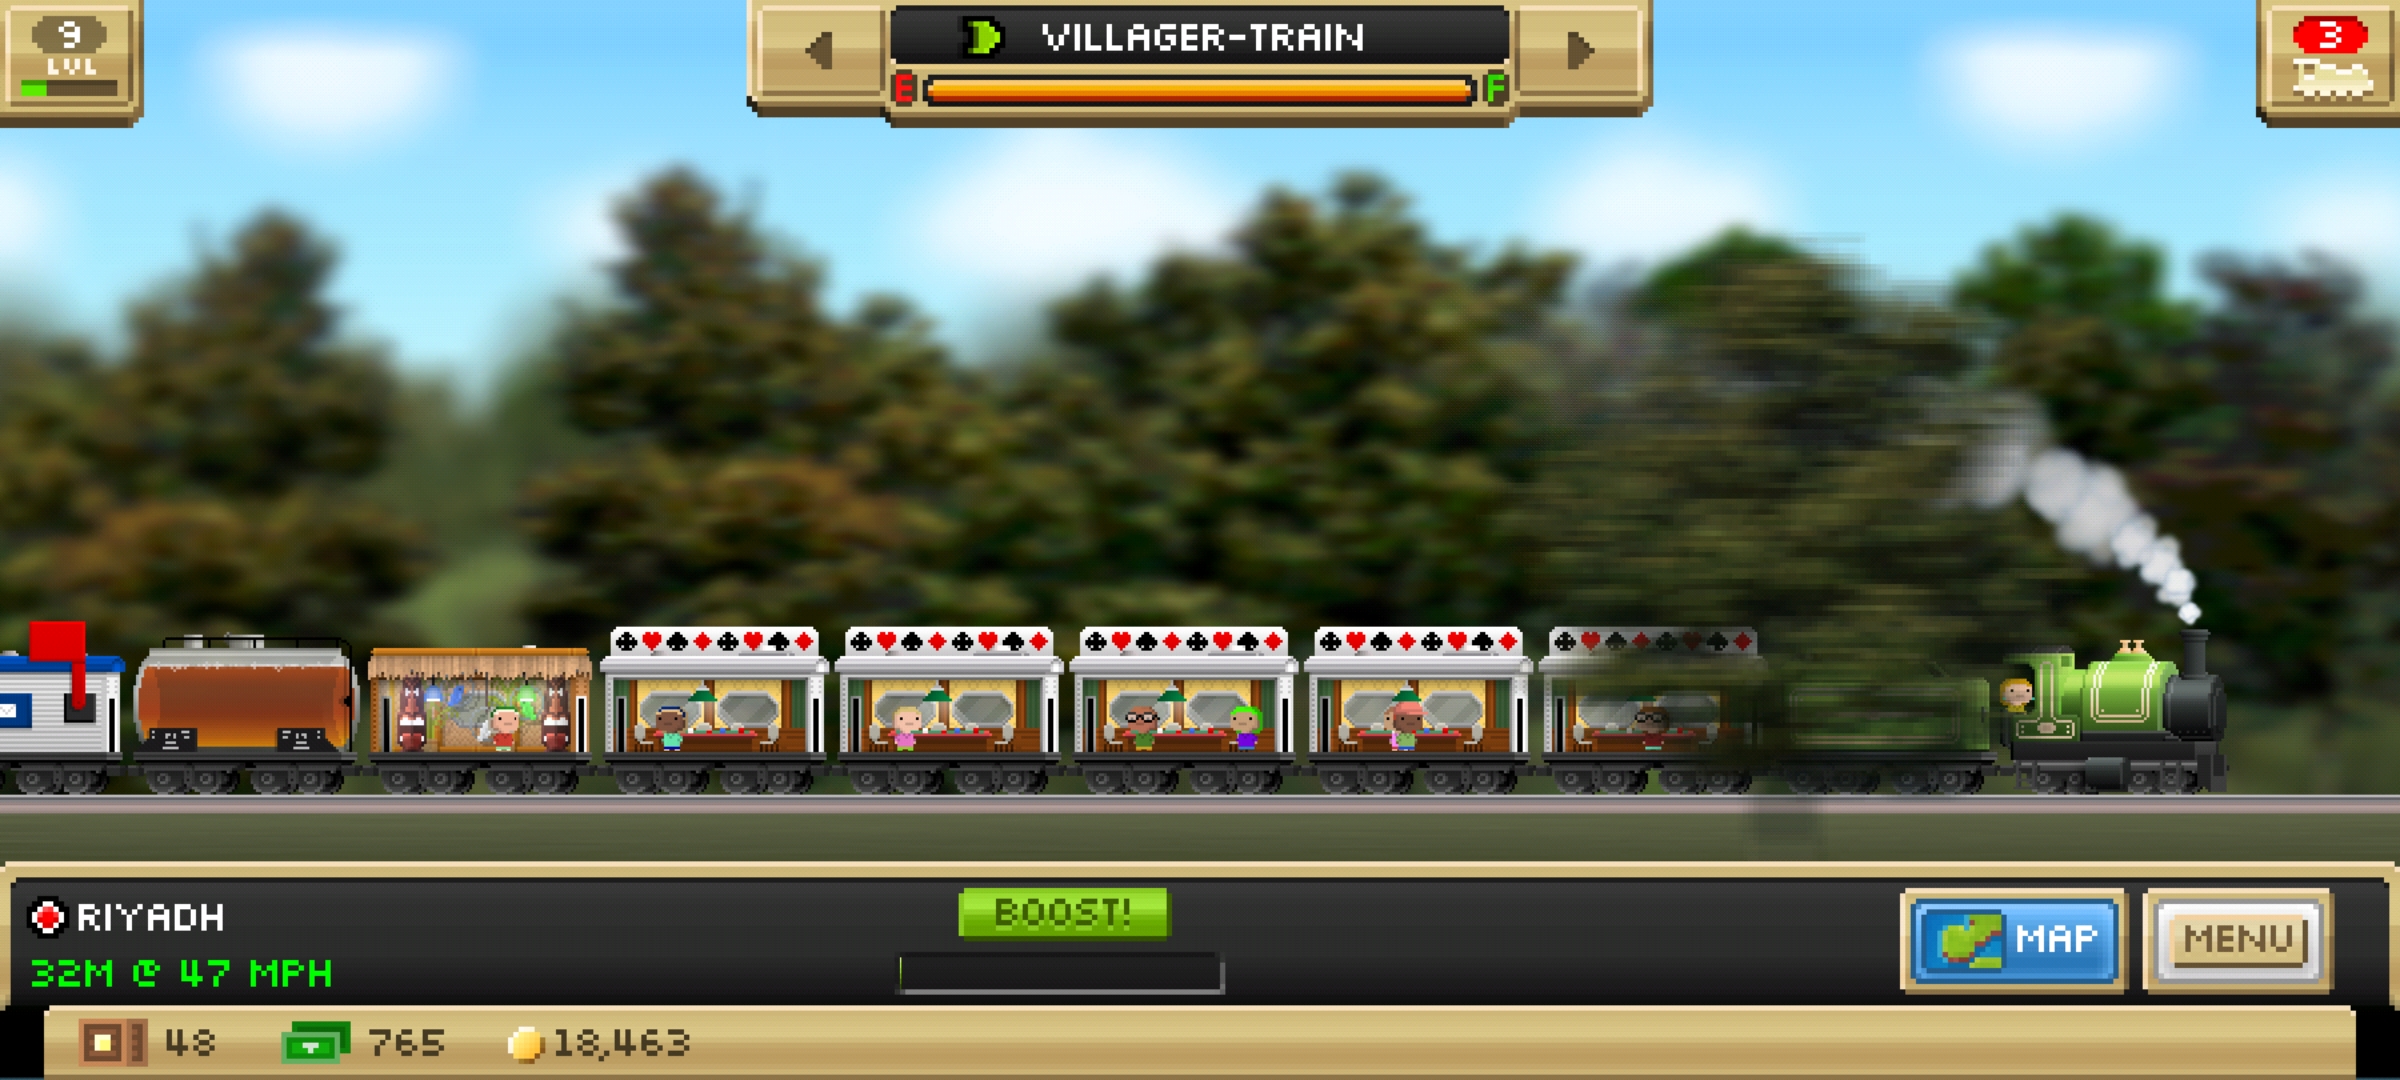 9
LVL
VILLAGER-TRAIN
E F
3
RIYADH
32M @ 47 MPH
BOOST!
MAP
MENU
48 765 18,463